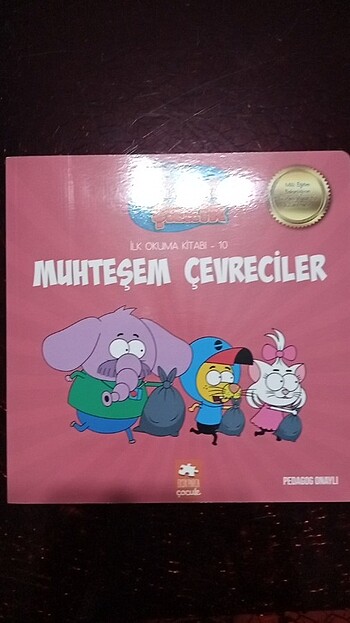 İLK OKUMA KİTABI - 10
MUHTEŞEM ÇEVRECİLER
PEDAGOG ONAYLI
çocuk